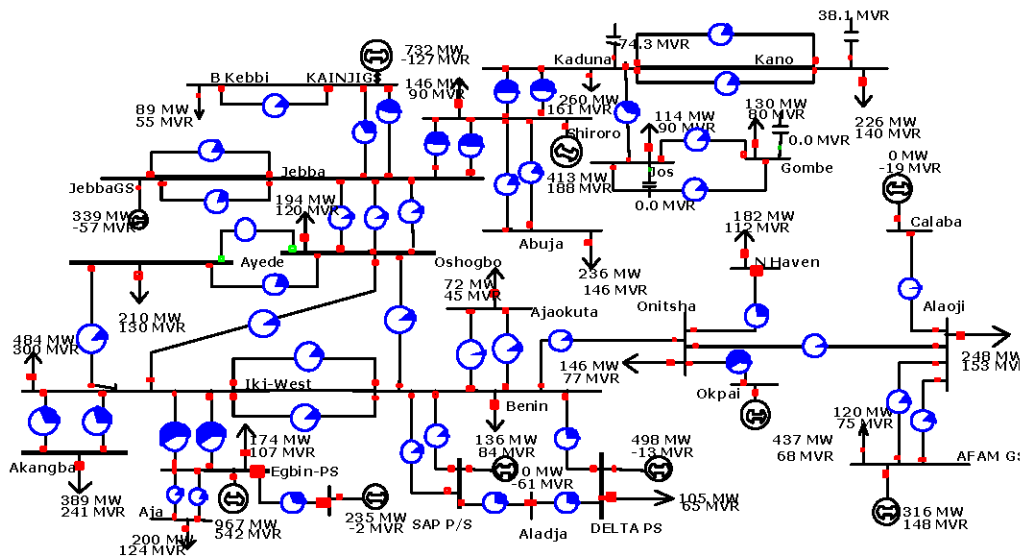 38.1 MVR
74.3 MVR
732 MW
-127 MVR
Kaduna
Kano
B Kebbi
KAINJIG
146 MW
90 MVR
89 MW
55 MVR
260 MW
161 MVR
Shiroro
114 MW
90 MVR
130 MW
80 MVR
0.0 MVR
226 MW
140 MVR
Jos
Gombe
0.0 MVR
0 MW
-19 MVR
Calaba
JebbaGS
Jebba
339 MW
-57 MVR
413 MW
188 MVR
194 MW
120 MVR
182 MW
112 MVR
Abuja
236 MW
146 MVR
N Haven
Ayede
Oshogbo
72 MW
45 MVR
Ajaokuta
Onitsha
Alaoji
210 MW
130 MVR
484 MW
300 MVR
248 MW
153 MVR
146 MW
77 MVR
Okpai
Iki-West
Benin
437 MW
68 MVR
120 MW
75 MVR
AFAM GS
316 MW
148 MVR
174 MW
107 MVR
136 MW
84 MVR
498 MW
-13 MVR
Akangba
389 MW
241 MVR
Egbin-PS
0 MW
-61 MVR
105 MW
65 MVR
Aja
200 MW
124 MVR
967 MW
542 MVR
235 MW
-2 MVR
SAP P/S
Aladja
DELTA PS